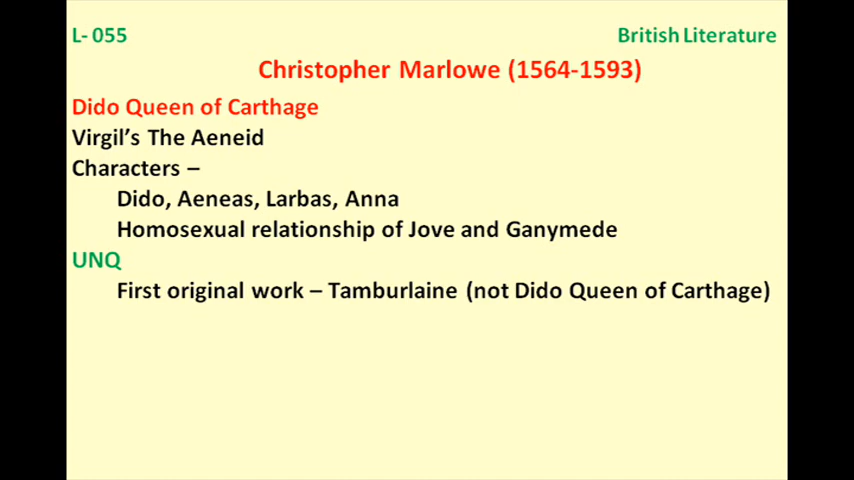 L- 055
British Literature
Christopher Marlowe (1564-1593)
Dido Queen of Carthage
Virgil's The Aeneid
Characters –
Dido, Aeneas, Larbas, Anna
Homosexual relationship of Jove and Ganymede
UNQ
First original work – Tamburlaine (not Dido Queen of Carthage)